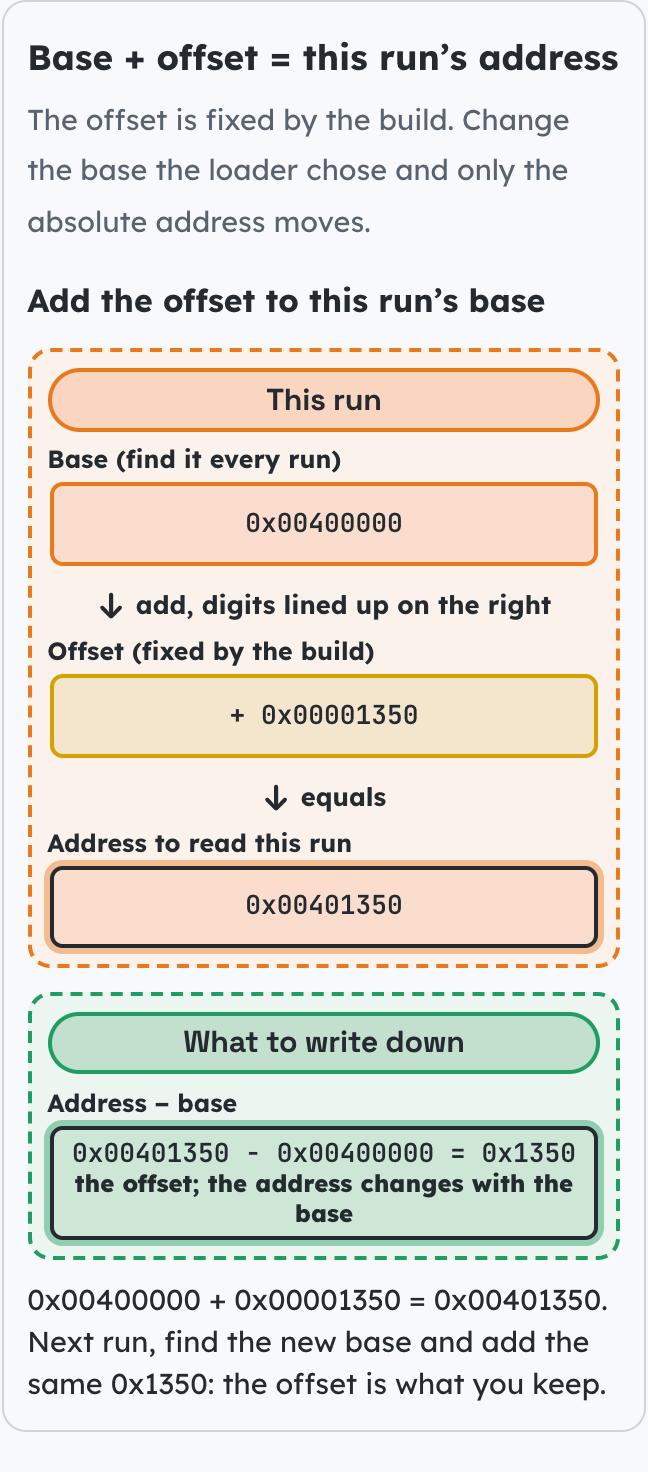 Base + offset = this run’s address
The offset is fixed by the build. Change
the base the loader chose and only the
absolute address moves.
Add the offset to this run’s base
This run
Base (find it every run)
0x00400000
↓ add, digits lined up on the right
Offset (fixed by the build)
+ 0x00001350
↓ equals
Address to read this run
0x00401350
What to write down
Address – base
0x00401350 - 0x00400000 = 0x1350
the offset; the address changes with the
base
0x00400000 + 0x00001350 = 0x00401350.
Next run, find the new base and add the
same 0x1350: the offset is what you keep.